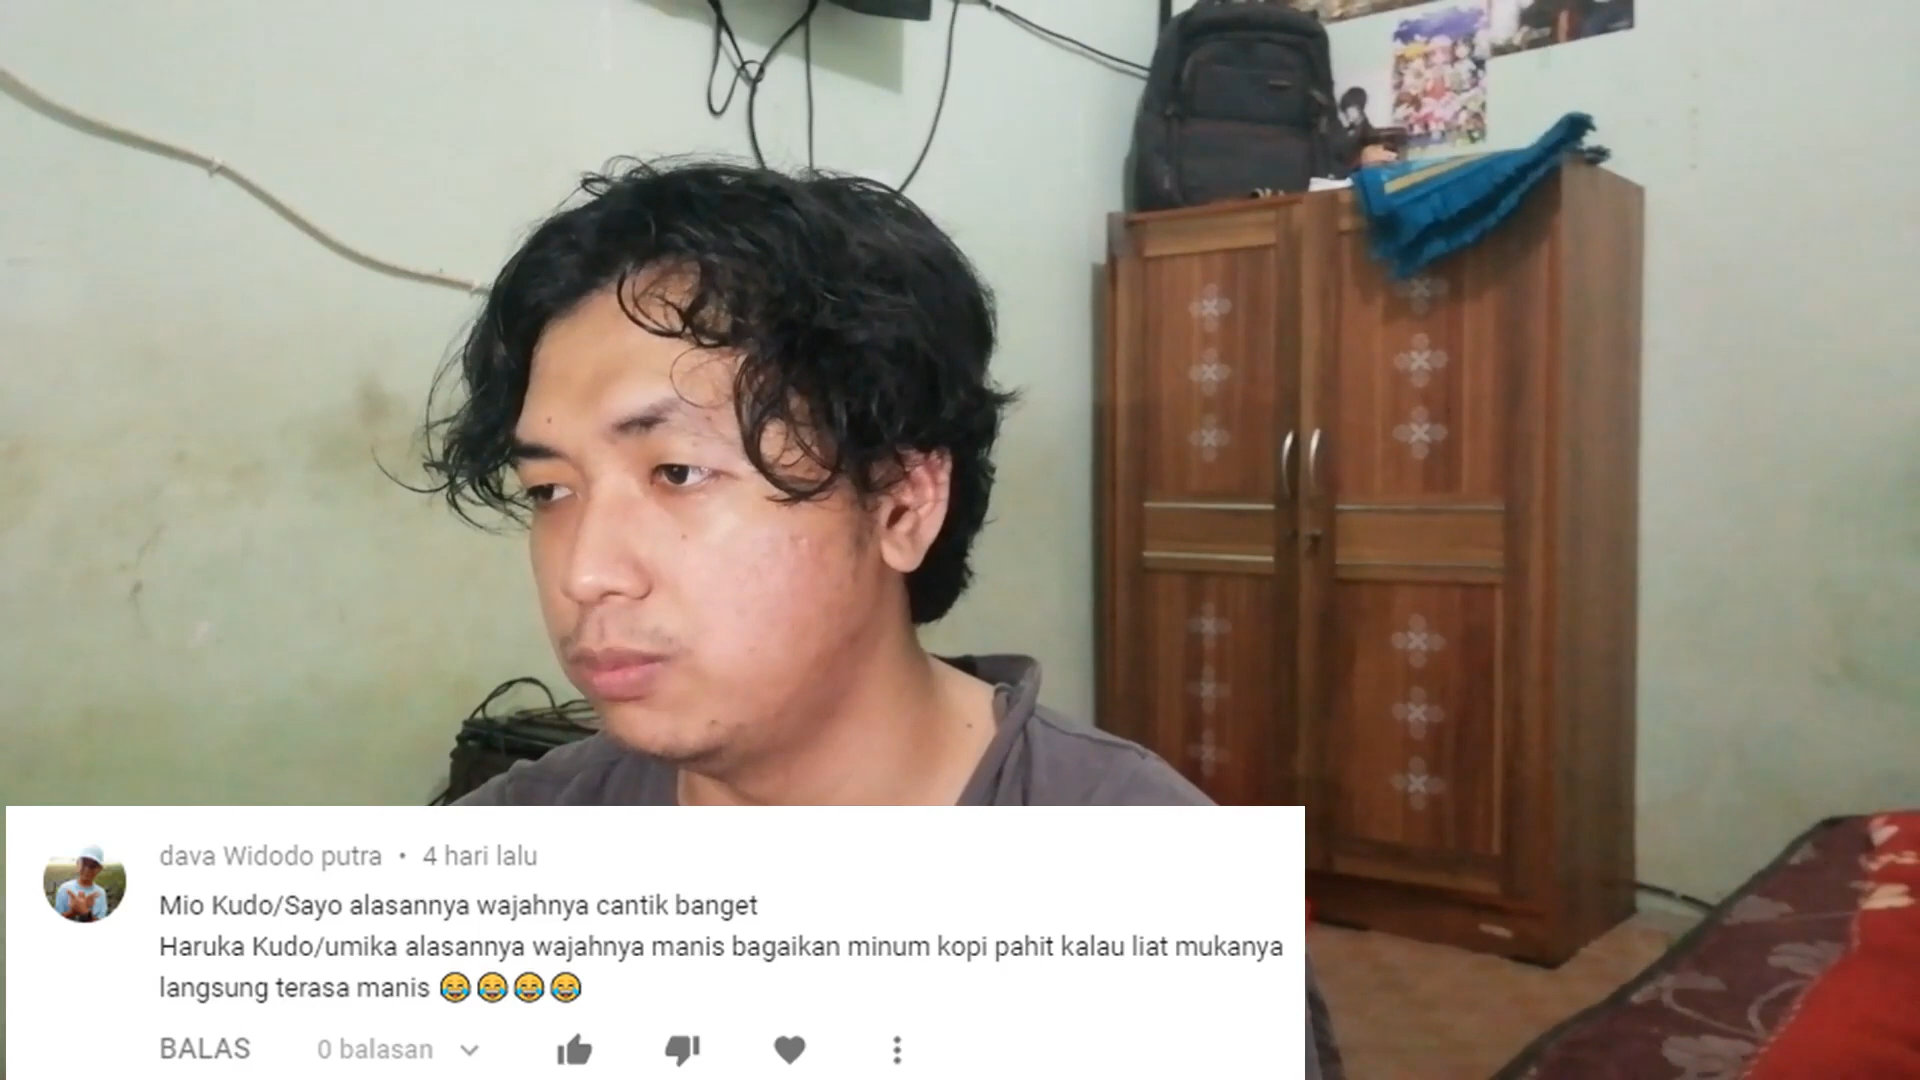 dava Widodo putra • 4 hari lalu
Mio Kudo/Sayo alasannya wajahnya cantik banget
Haruka Kudo/umika alasannya wajahnya manis bagaikan minum kopi pahit kalau liat mukanya
langsung terasa manis 😂😂😂😂
BALAS 0 balasan